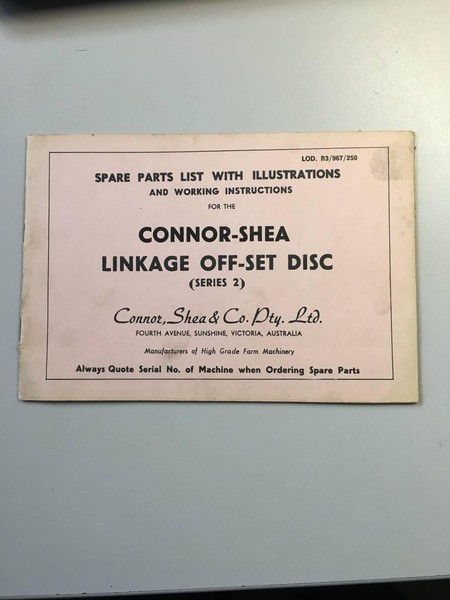 LOD. R3/967/250
SPARE PARTS LIST WITH ILLUSTRATIONS
AND WORKING INSTRUCTIONS
FOR THE
CONNOR-SHEA
LINKAGE OFF-SET DISC
(SERIES 2)
Connor, Shea & Co. Pty. Ltd.
FOURTH AVENUE, SUNSHINE, VICTORIA, AUSTRALIA
Manufacturers of High Grade Farm Machinery
Always Quote Serial No. of Machine when Ordering Spare Parts